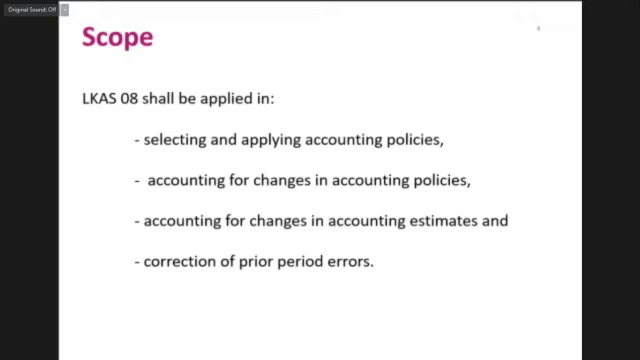 Original Sound: Off
Scope
LKAS 08 shall be applied in:
- selecting and applying accounting policies,
- accounting for changes in accounting policies,
- accounting for changes in accounting estimates and
- correction of prior period errors.